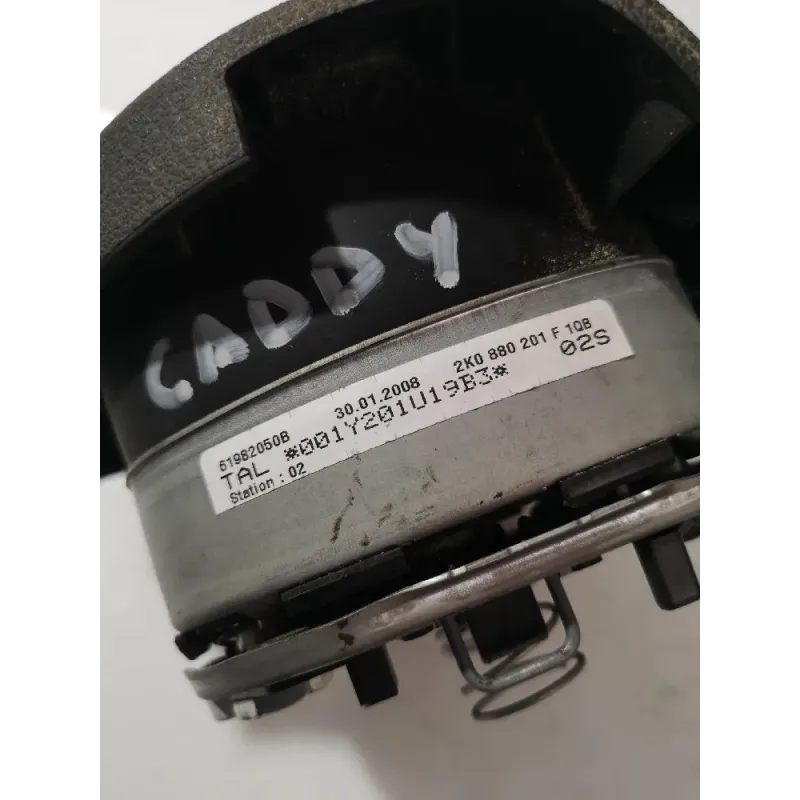 CADDY
61982050B 30.01.2008 2K0 880 201 F 1QB
TAL *001Y201U19B3* 02S
Station : 02